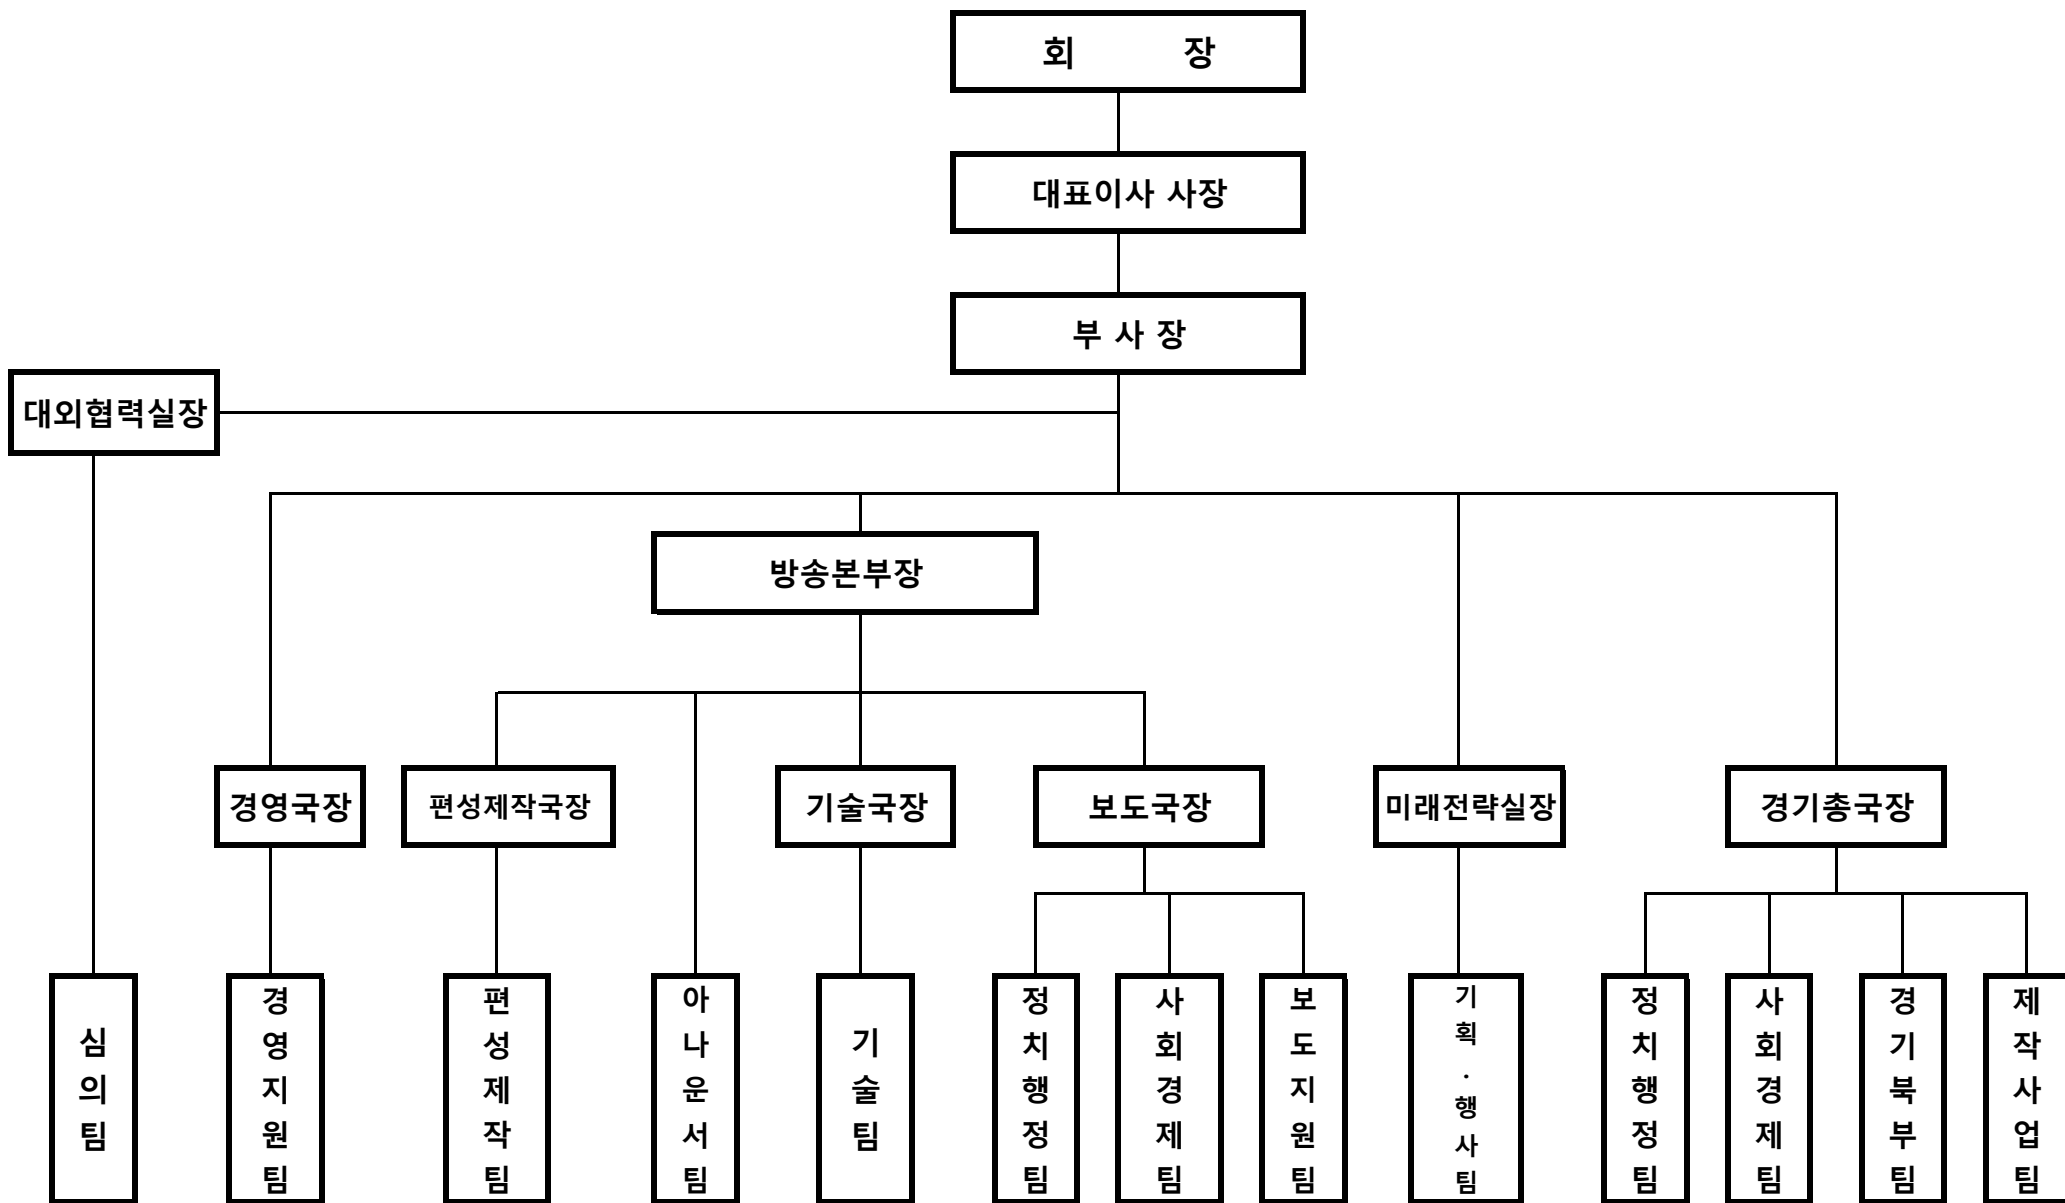 회 장
대표이사 사장
부 사 장
대외협력실장
방송본부장
경영국장
편성제작국장
기술국장
보도국장
미래전략실장
경기총국장
심의팀
경영지원팀
편성제작팀
아나운서팀
기술팀
정치행정팀
사회경제팀
보도지원팀
기획.행사팀
정치행정팀
사회경제팀
경기북부팀
제작사업팀